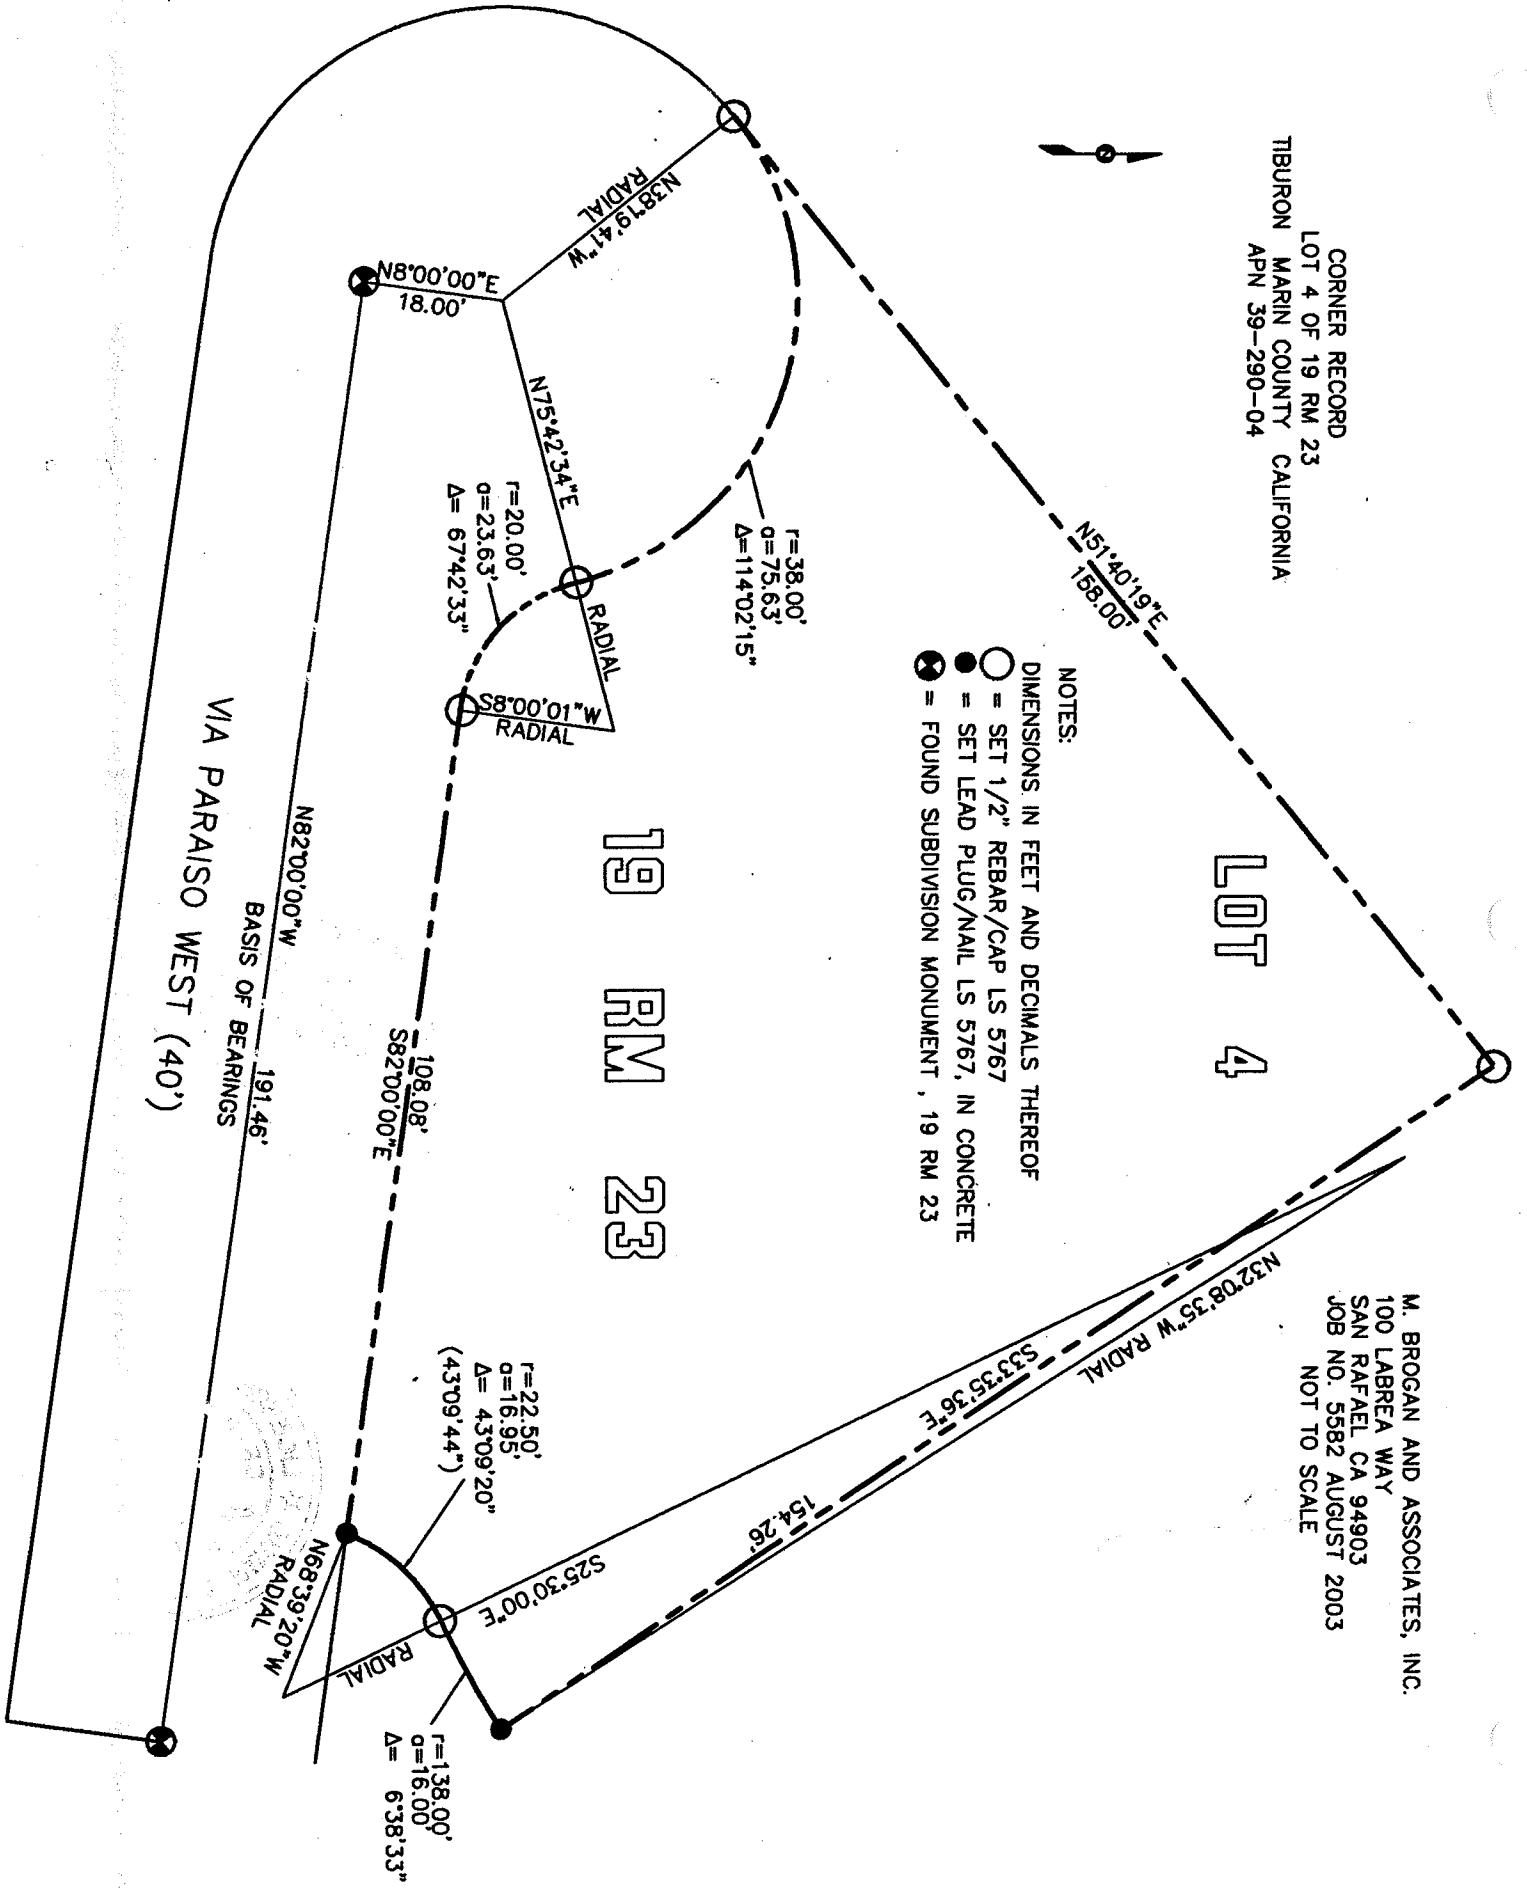 CORNER RECORD
LOT 4 OF 19 RM 23
TIBURON MARIN COUNTY CALIFORNIA
APN 39-290-04
M. BROGAN AND ASSOCIATES, INC.
100 LABREA WAY
SAN RAFAEL CA 94903
JOB NO. 5582 AUGUST 2003
NOT TO SCALE
N51°40'19"E
158.00'
LOT 4
NOTES:
DIMENSIONS IN FEET AND DECIMALS THEREOF
= SET 1/2" REBAR/CAP LS 5767
= SET LEAD PLUG/NAIL LS 5767, IN CONCRETE
= FOUND SUBDIVISION MONUMENT, 19 RM 23
N32°08'35"W RADIAL
S33°35'36"E
154.26'
S25°30'00"E
RADIAL
r=38.00'
a=75.63'
Δ=114°02'15"
N38°19'41"W
RADIAL
N8°00'00"E
18.00'
N75°42'34"E
RADIAL
r=20.00'
a=23.63'
Δ= 67°42'33"
S8°00'01"W
RADIAL
19 RM 23
108.08'
S82°00'00"E
r=22.50'
a=16.95'
Δ= 43°09'20"
(43°09'44")
N68°39'20"W
RADIAL
r=138.00'
a=16.00'
Δ= 6°38'33"
N82°00'00"W
191.46'
BASIS OF BEARINGS
VIA PARAISO WEST (40')